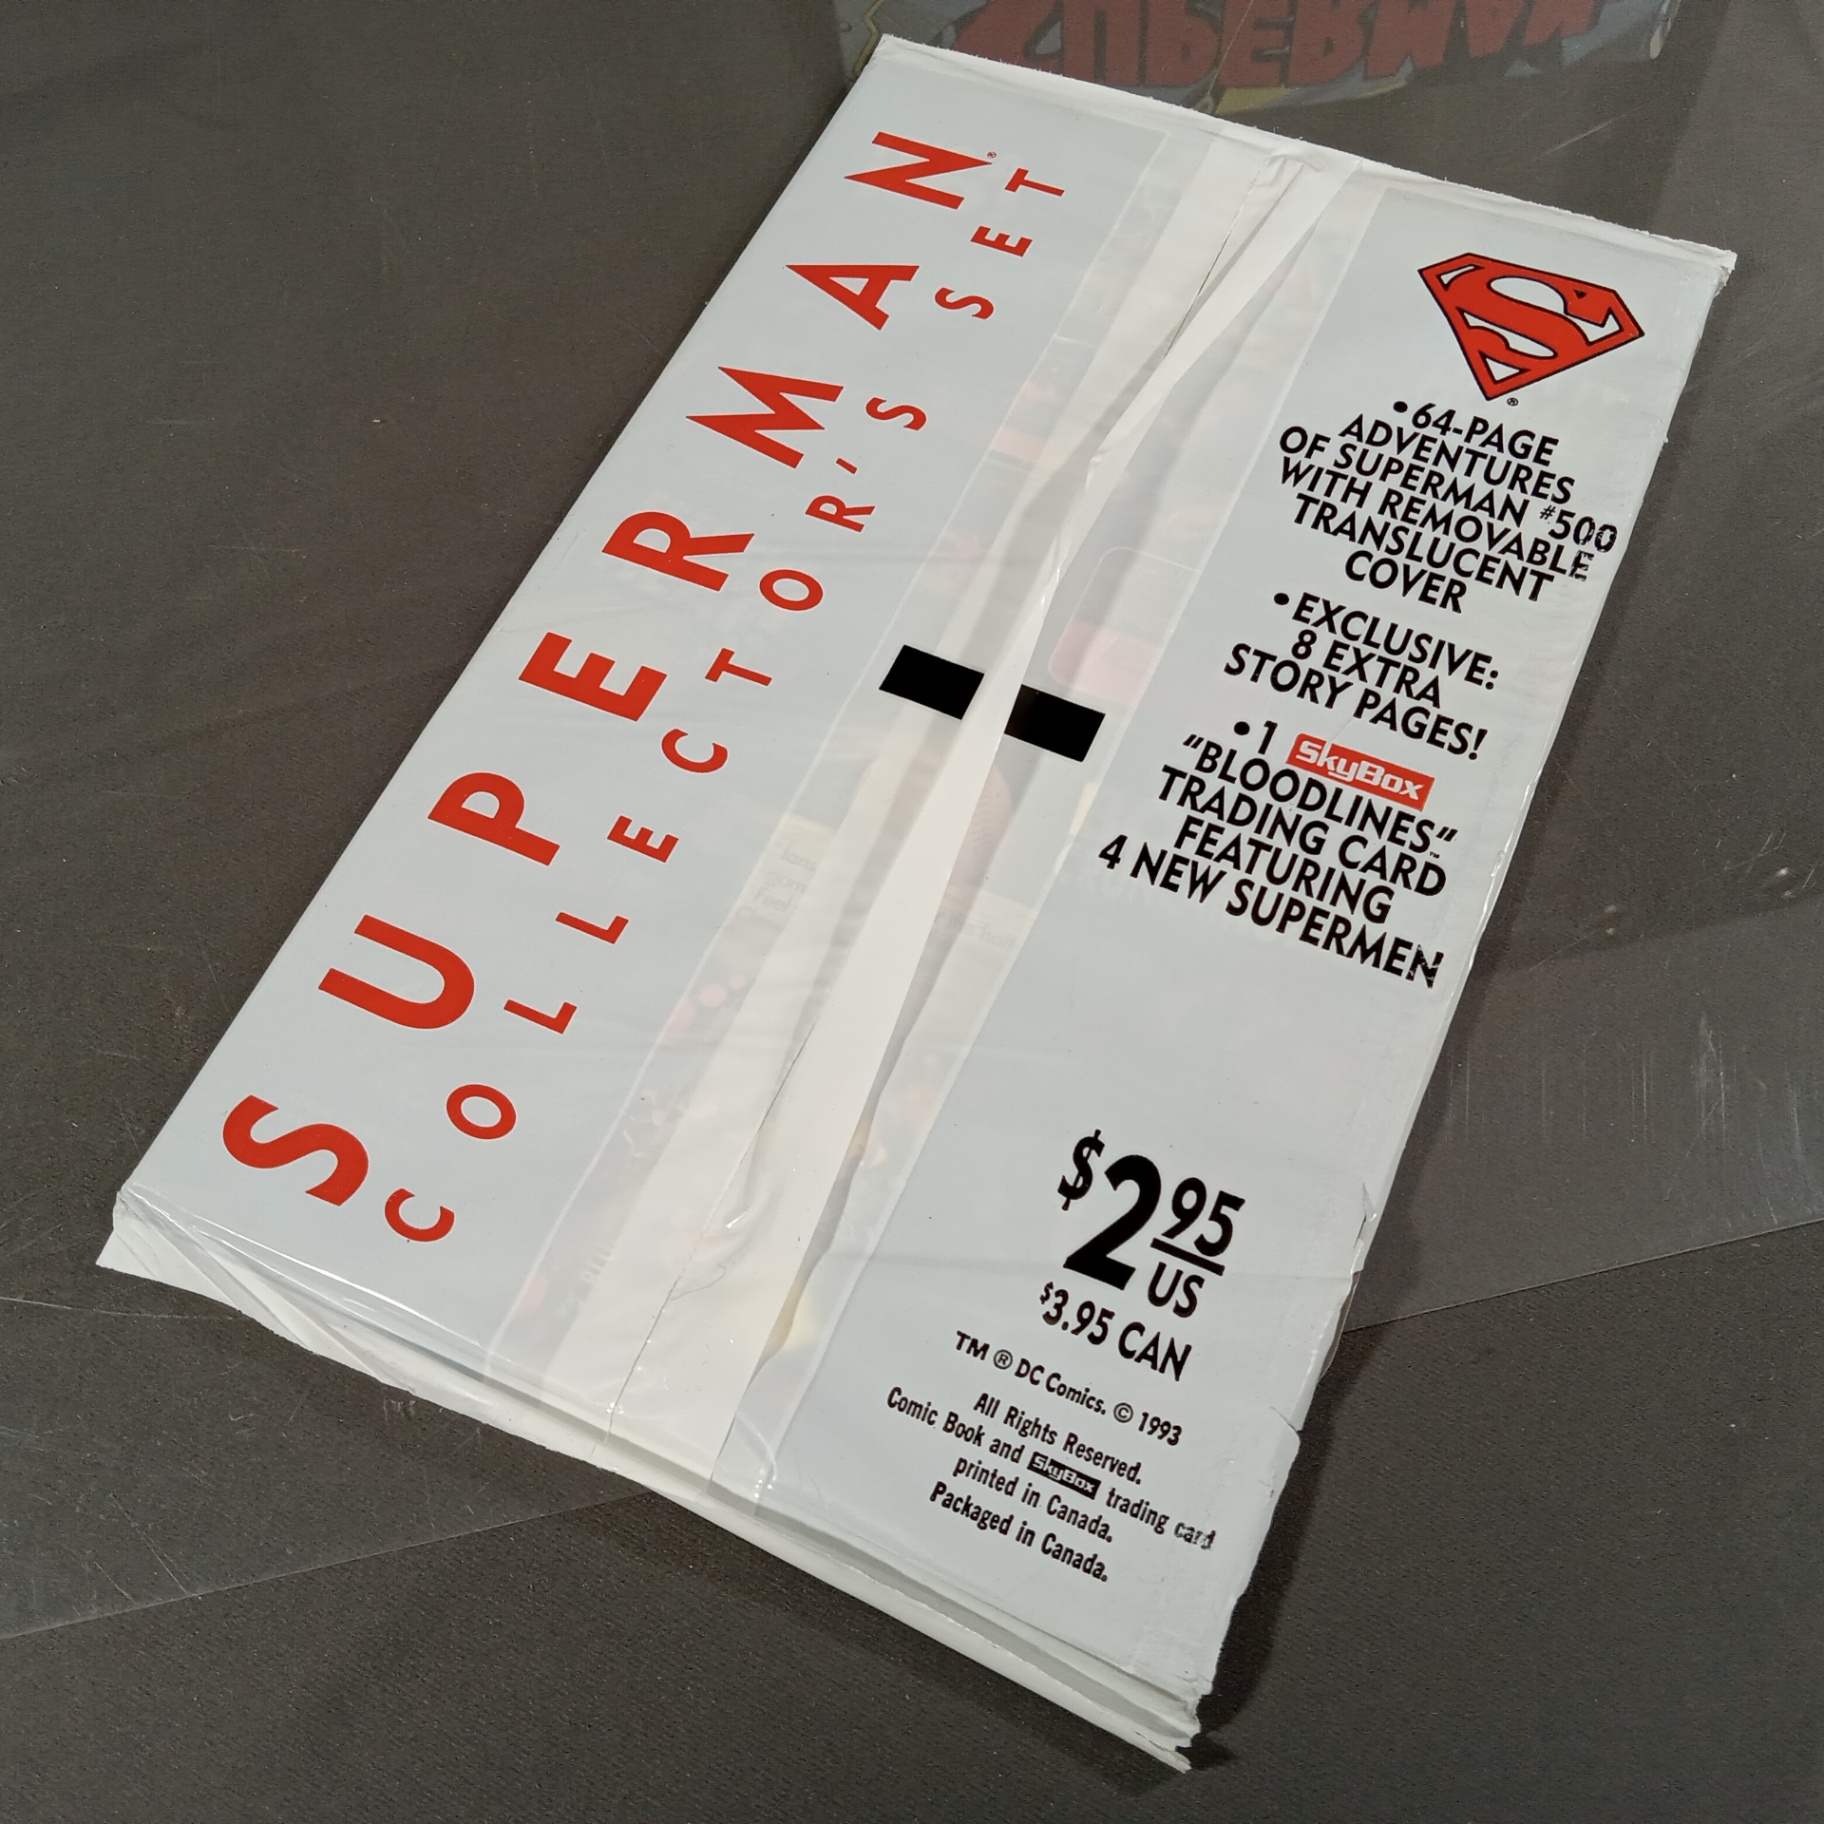 SUPERMAN
SUPERMAN®
COLLECTOR'S SET
S
®
•64-PAGE
ADVENTURES
OF SUPERMAN #500
WITH REMOVABLE
TRANSLUCENT
COVER
•EXCLUSIVE:
8 EXTRA
STORY PAGES!
•1 SkyBox
"BLOODLINES"™
TRADING CARD
FEATURING
4 NEW SUPERMEN
$2.95
US
$3.95 CAN
TM ® DC Comics. © 1993
All Rights Reserved.
Comic Book and SkyBox trading card
printed in Canada.
Packaged in Canada.